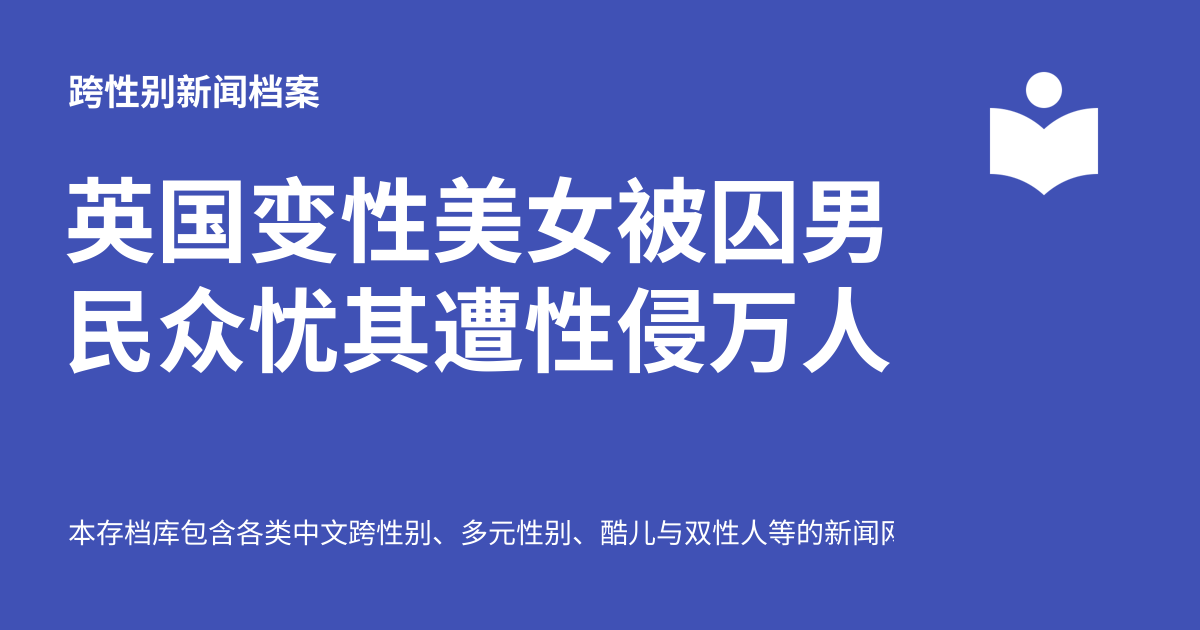 跨性别新闻档案
英国变性美女被囚男
民众忧其遭性侵万人
本存档库包含各类中文跨性别、多元性别、酷儿与双性人等的新闻